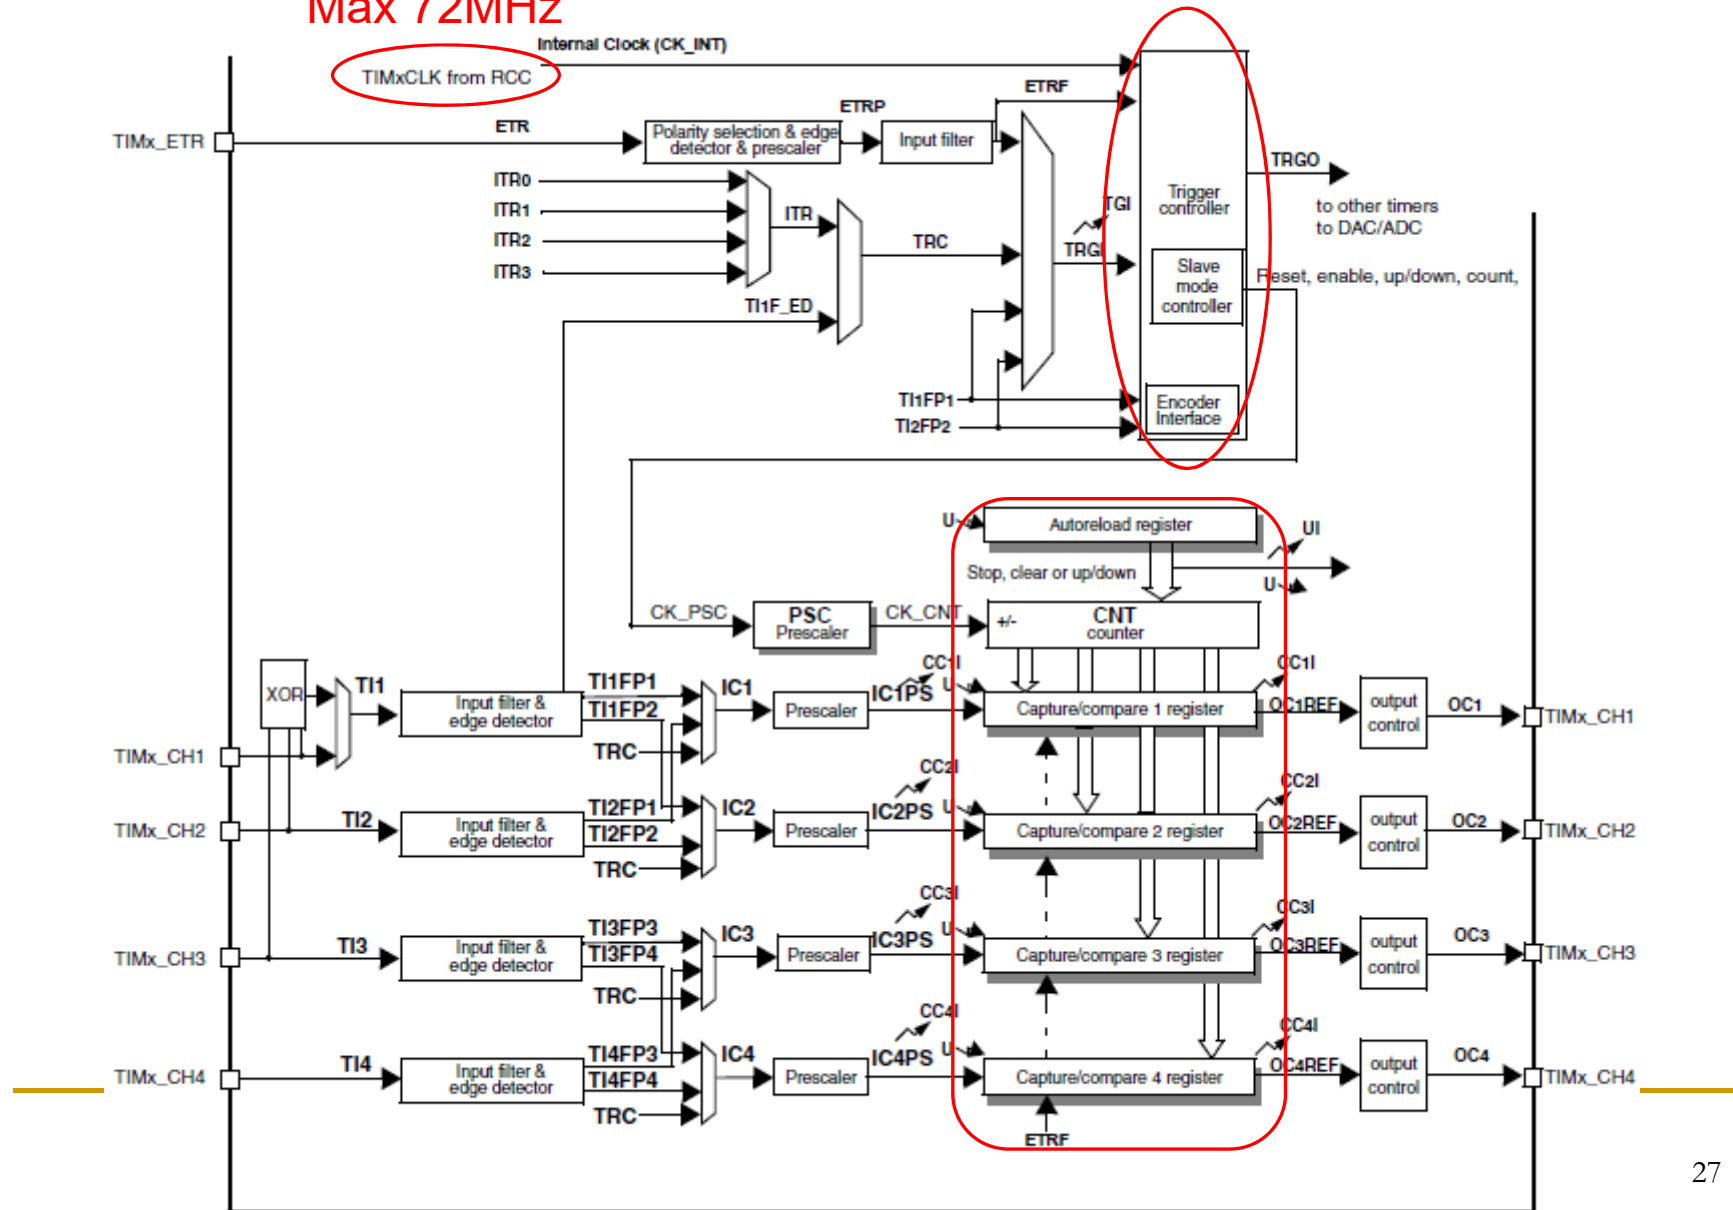 Max 72MHz
Internal Clock (CK_INT)
TIMxCLK from RCC
ETRF
ETRP
ETR
TIMx_ETR
Polarity selection & edge
detector & prescaler
Input filter
TRGO
ITR0
ITR1
ITR2
ITR3
ITR
TRC
TGI
TRGI
Trigger
controller
to other timers
to DAC/ADC
Slave
mode
controller
Reset, enable, up/down, count,
TI1F_ED
TI1FP1
TI2FP2
Encoder
Interface
U
Autoreload register
UI
Stop, clear or up/down
U
CK_PSC
PSC
Prescaler
CK_CNT
+/-
CNT
counter
XOR
TI1
Input filter &
edge detector
TI1FP1
TI1FP2
TRC
IC1
Prescaler
CC1I
IC1PS
U
Capture/compare 1 register
CC1I
OC1REF
output
control
OC1
TIMx_CH1
TIMx_CH1
TIMx_CH2
TI2
Input filter &
edge detector
TI2FP1
TI2FP2
TRC
IC2
Prescaler
CC2I
IC2PS
U
Capture/compare 2 register
CC2I
OC2REF
output
control
OC2
TIMx_CH2
TIMx_CH3
TI3
Input filter &
edge detector
TI3FP3
TI3FP4
TRC
IC3
Prescaler
CC3I
IC3PS
U
Capture/compare 3 register
CC3I
OC3REF
output
control
OC3
TIMx_CH3
TIMx_CH4
TI4
Input filter &
edge detector
TI4FP3
TI4FP4
TRC
IC4
Prescaler
CC4I
IC4PS
U
Capture/compare 4 register
CC4I
OC4REF
output
control
OC4
TIMx_CH4
ETRF
27